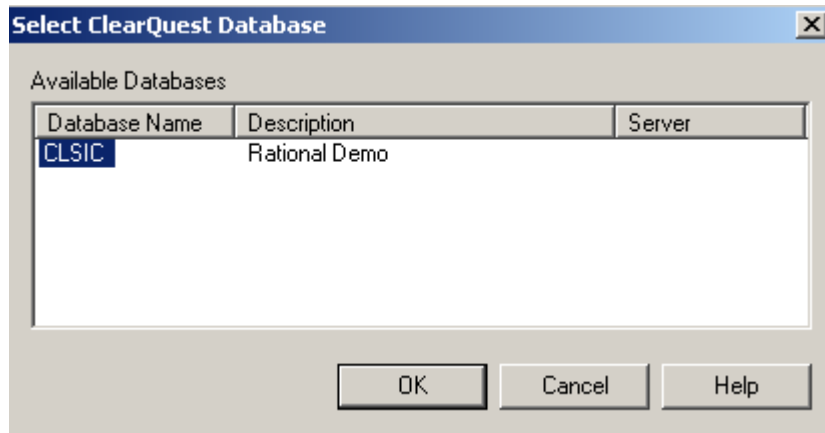 Select ClearQuest Database
Available Databases
Database Name Description Server
CLSIC Rational Demo
OK Cancel Help